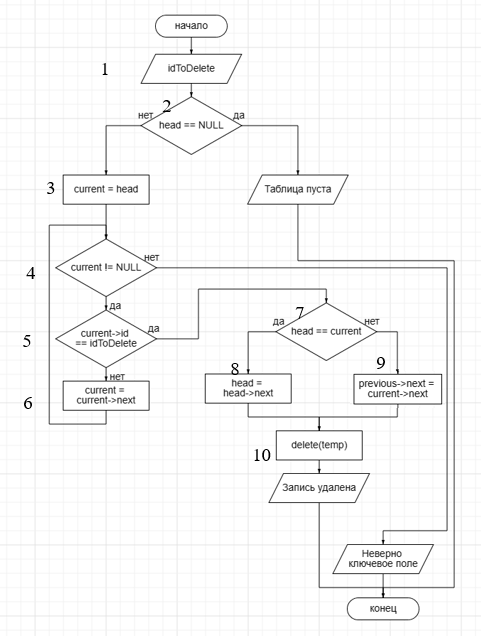 начало
1
idToDelete
2
нет
да
head == NULL
3
current = head
Таблица пуста
4
current != NULL
нет
да
5
current->id
== idToDelete
да
нет
6
current =
current->next
7
да
нет
head == current
8
head =
head->next
9
previous->next =
current->next
10
delete(temp)
Запись удалена
Неверно
ключевое поле
конец